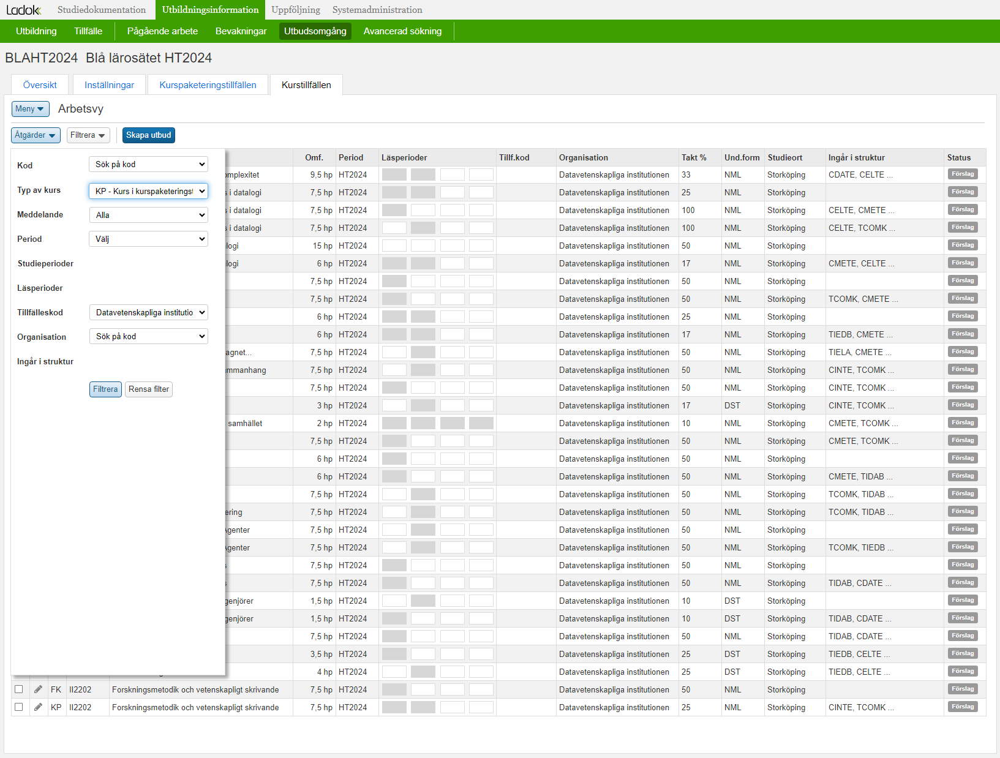 Ladok Studiedokumentation Utbildningsinformation Uppföljning Systemadministration
Utbildning Tillfälle Pågående arbete Bevakningar Utbudsomgång Avancerad sökning
BLAHT2024 Blå lärosätet HT2024
Översikt Inställningar Kurspaketeringstillfällen Kurstillfällen
Meny Arbetsvy
Åtgärder Filtrera Skapa utbud
Kod Sök på kod
Typ av kurs KP - Kurs i kurspaketeringst
Meddelande Alla
Period Välj
Studieperioder
Läsperioder
Tillfälleskod Datavetenskapliga institutio
Organisation Sök på kod
Ingår i struktur
Filtrera Rensa filter
Omf. Period Läsperioder Tillf.kod Organisation Takt % Und.form Studieort Ingår i struktur Status
omplexitet 9,5 hp HT2024 Datavetenskapliga institutionen 33 NML Storköping CDATE, CELTE ... Förslag
s i datalogi 7,5 hp HT2024 Datavetenskapliga institutionen 25 NML Storköping Förslag
s i datalogi 7,5 hp HT2024 Datavetenskapliga institutionen 100 NML Storköping CELTE, CMETE ... Förslag
s i datalogi 7,5 hp HT2024 Datavetenskapliga institutionen 100 NML Storköping CELTE, TCOMK ... Förslag
logi 15 hp HT2024 Datavetenskapliga institutionen 50 NML Storköping Förslag
logi 6 hp HT2024 Datavetenskapliga institutionen 17 NML Storköping CMETE, CELTE ... Förslag
7,5 hp HT2024 Datavetenskapliga institutionen 50 NML Storköping Förslag
7,5 hp HT2024 Datavetenskapliga institutionen 50 NML Storköping TCOMK, CMETE ... Förslag
6 hp HT2024 Datavetenskapliga institutionen 25 NML Storköping Förslag
6 hp HT2024 Datavetenskapliga institutionen 17 NML Storköping TIEDB, CMETE ... Förslag
agnet... 7,5 hp HT2024 Datavetenskapliga institutionen 50 NML Storköping TIELA, CMETE ... Förslag
ammanhang 7,5 hp HT2024 Datavetenskapliga institutionen 50 NML Storköping CINTE, TCOMK ... Förslag
7,5 hp HT2024 Datavetenskapliga institutionen 50 NML Storköping CINTE, TCOMK ... Förslag
3 hp HT2024 Datavetenskapliga institutionen 17 DST Storköping CINTE, TCOMK ... Förslag
samhället 2 hp HT2024 Datavetenskapliga institutionen 10 NML Storköping CMETE, TCOMK ... Förslag
7,5 hp HT2024 Datavetenskapliga institutionen 50 NML Storköping CMETE, TCOMK ... Förslag
6 hp HT2024 Datavetenskapliga institutionen 50 NML Storköping Förslag
6 hp HT2024 Datavetenskapliga institutionen 50 NML Storköping CMETE, TIDAB ... Förslag
7,5 hp HT2024 Datavetenskapliga institutionen 50 NML Storköping TCOMK, TIDAB ... Förslag
ering 7,5 hp HT2024 Datavetenskapliga institutionen 50 NML Storköping TCOMK, TIDAB ... Förslag
Agenter 7,5 hp HT2024 Datavetenskapliga institutionen 50 NML Storköping Förslag
Agenter 7,5 hp HT2024 Datavetenskapliga institutionen 50 NML Storköping TCOMK, TIEDB ... Förslag
s 7,5 hp HT2024 Datavetenskapliga institutionen 50 NML Storköping Förslag
s 7,5 hp HT2024 Datavetenskapliga institutionen 50 NML Storköping TIDAB, CDATE ... Förslag
genjörer 1,5 hp HT2024 Datavetenskapliga institutionen 10 DST Storköping Förslag
genjörer 1,5 hp HT2024 Datavetenskapliga institutionen 10 DST Storköping TIDAB, CDATE ... Förslag
7,5 hp HT2024 Datavetenskapliga institutionen 50 NML Storköping TIDAB, CDATE ... Förslag
3,5 hp HT2024 Datavetenskapliga institutionen 25 DST Storköping TIEDB, CELTE ... Förslag
4 hp HT2024 Datavetenskapliga institutionen 25 DST Storköping TIEDB, CELTE ... Förslag
FK II2202 Forskningsmetodik och vetenskapligt skrivande 7,5 hp HT2024 Datavetenskapliga institutionen 50 NML Storköping Förslag
KP II2202 Forskningsmetodik och vetenskapligt skrivande 7,5 hp HT2024 Datavetenskapliga institutionen 25 NML Storköping CINTE, TCOMK ... Förslag